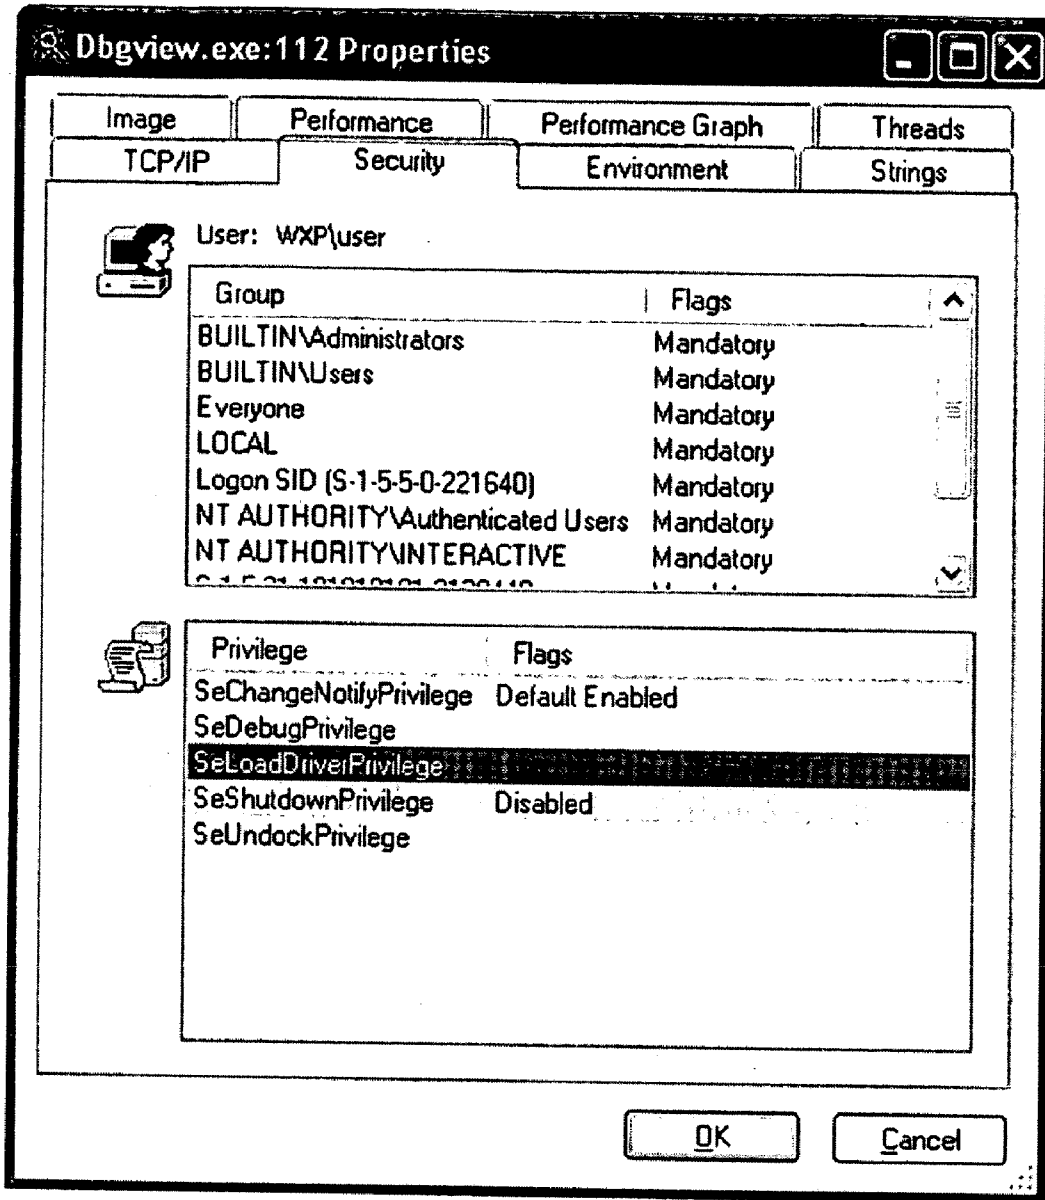 Dbgview.exe:112 Properties
Image Performance Performance Graph Threads
TCP/IP Security Environment Strings
User: WXP\user
Group Flags
BUILTIN\Administrators Mandatory
BUILTIN\Users Mandatory
Everyone Mandatory
LOCAL Mandatory
Logon SID (S-1-5-5-0-221640) Mandatory
NT AUTHORITY\Authenticated Users Mandatory
NT AUTHORITY\INTERACTIVE Mandatory
Privilege Flags
SeChangeNotifyPrivilege Default Enabled
SeDebugPrivilege
SeLoadDriverPrivilege
SeShutdownPrivilege Disabled
SeUndockPrivilege
OK Cancel